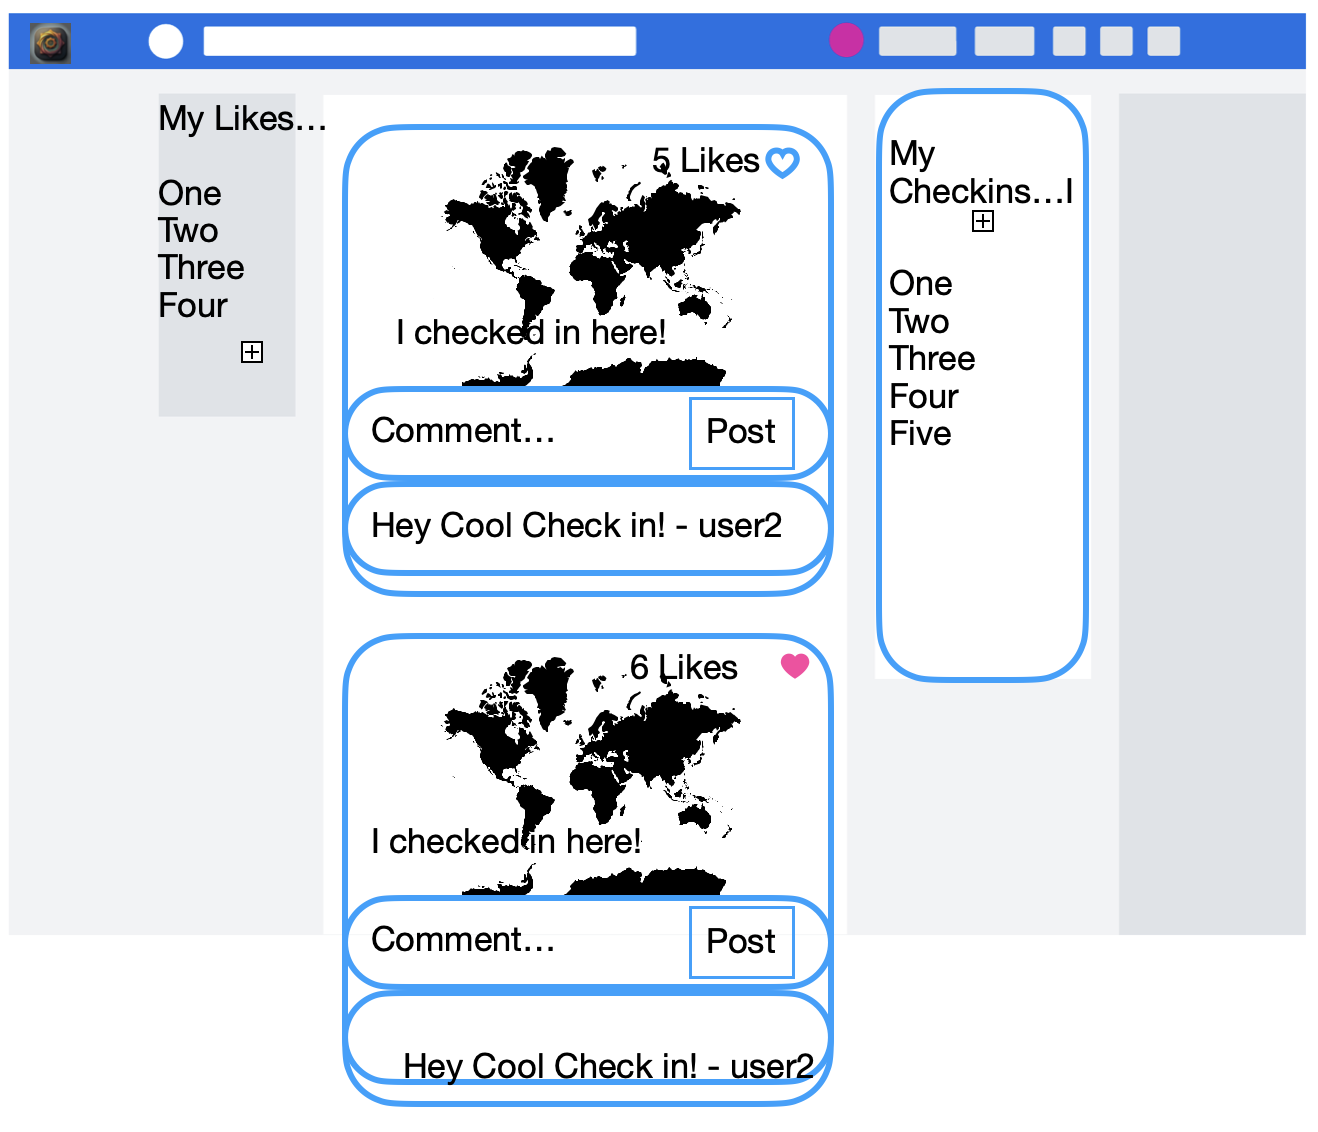 My Likes...
One
Two
Three
Four
5 Likes
I checked in here!
Comment...
Post
Hey Cool Check in! - user2
6 Likes
I checked in here!
Comment...
Post
Hey Cool Check in! - user2
My
Checkins...I
One
Two
Three
Four
Five